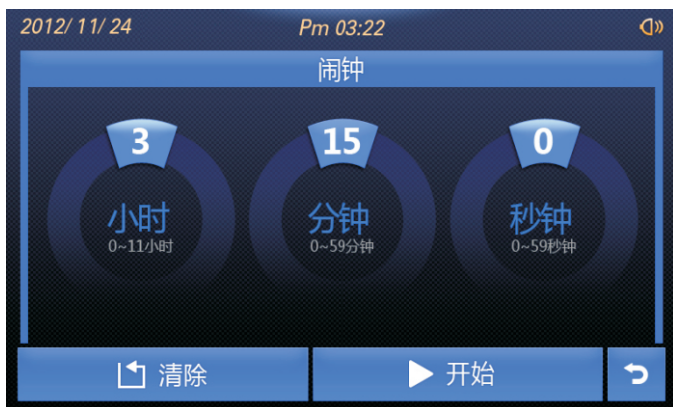 2012/ 11/ 24 Pm 03:22
闹钟
3 15 0
小时 分钟 秒钟
0~11小时 0~59分钟 0~59秒钟
清除 开始